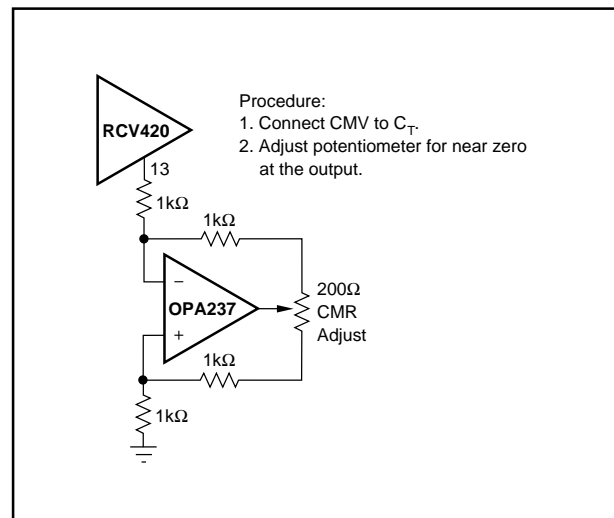 Procedure:
1. Connect CMV to C_T.
2. Adjust potentiometer for near zero
at the output.
RCV420
13
1kΩ
1kΩ
−
OPA237
+
200Ω
CMR
Adjust
1kΩ
1kΩ